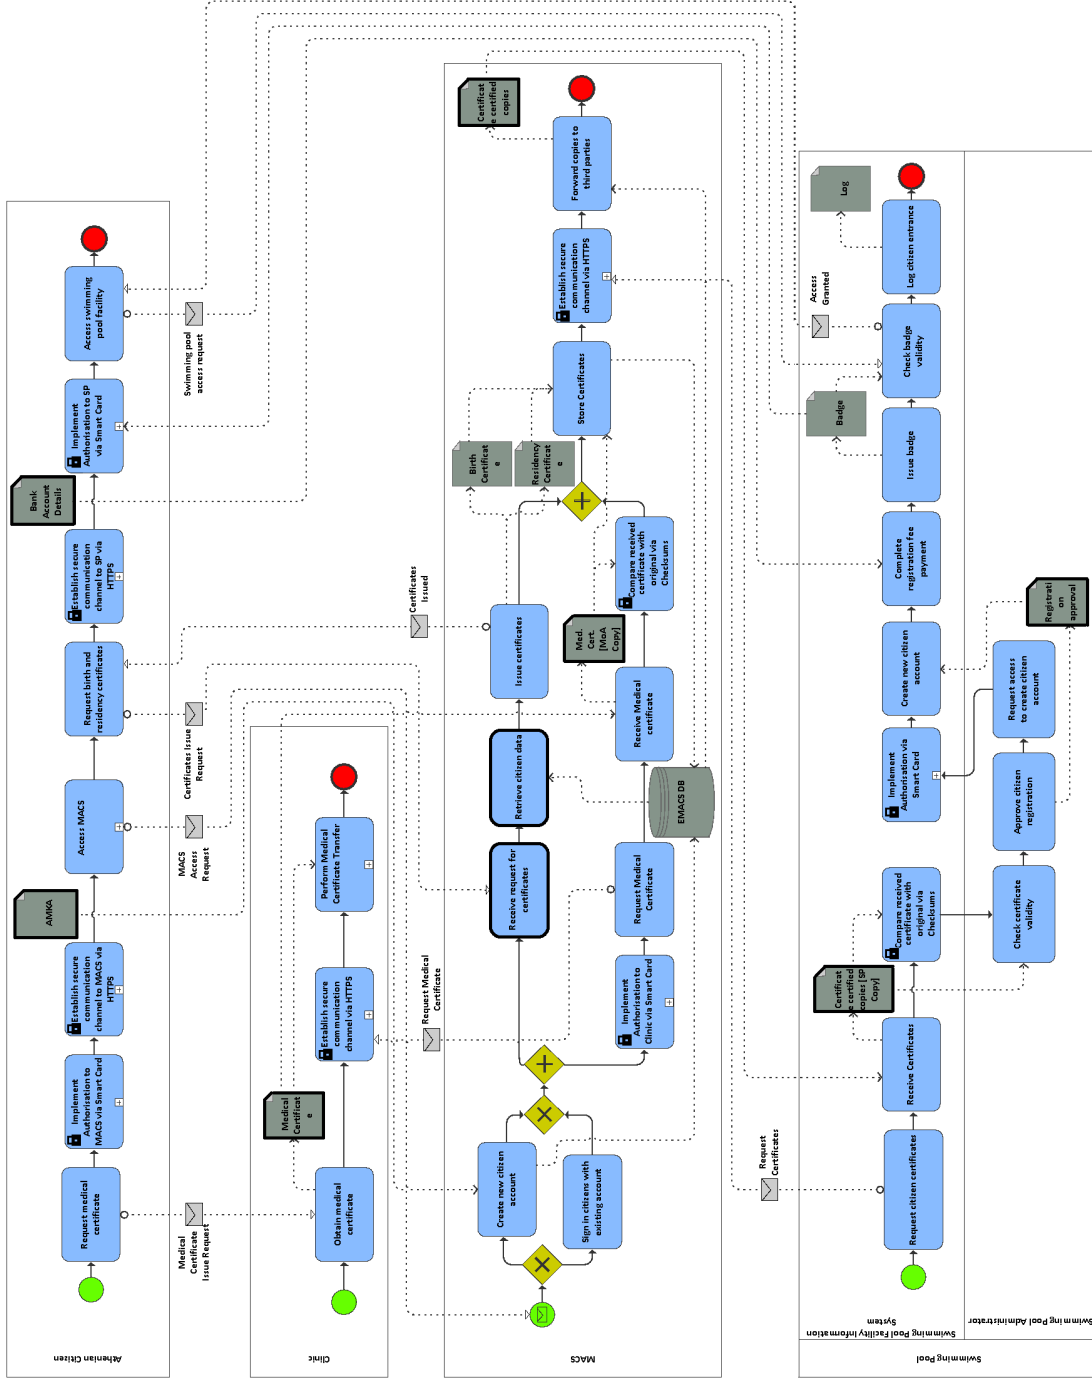 Athenian Citizen
Request medical
certificate
Medical
Certificate
Issue Request
Implement
Authorisation to
MACS via Smart Card
Establish secure
communication
channel to MACS via
HTTPS
AMKA
Access MACS
MACS
Access
Request
Request birth and
residency certificates
Certificates Issue
Request
Establish secure
communication
channel to SP via
HTTPS
Bank
Account
Details
Implement
Authorisation to SP
via Smart Card
Access swimming
pool facility
Swimming pool
access request
Clinic
Obtain medical
certificate
Medical
Certificat
e
Establish secure
communication
channel via HTTPS
Perform Medical
Certificate Transfer
Request Medical
Certificate
MACS
Create new citizen
account
Sign in citizens with
existing account
Implement
Authorisation to
Clinic via Smart Card
Receive request for
certificates
Request Medical
Certificate
Retrieve citizen data
EMACS DB
Receive Medical
certificate
Issue certificates
Certificates
Issued
Med.
Cert.
[MoA
Copy]
Compare received
certificate with
original via
Checksums
Birth
Certificat
e
Residency
Certificat
e
Store Certificates
Establish secure
communication
channel via HTTPS
Forward copies to
third parties
Certificat
e certified
copies
Swimming Pool
Swimming Pool Facility Information
System
Swimming Pool Administrator
Request citizen certificates
Request
Certificates
Receive Certificates
Certificat
e certified
copies [SP
Copy]
Compare received
certificate with
original via
Checksums
Check certificate
validity
Approve citizen
registration
Request access
to create citizen
account
Registrati
on
approval
Implement
Authorisation via
Smart Card
Create new citizen
account
Complete
registration fee
payment
Issue badge
Badge
Check badge
validity
Access
Granted
Log citizen entrance
Log